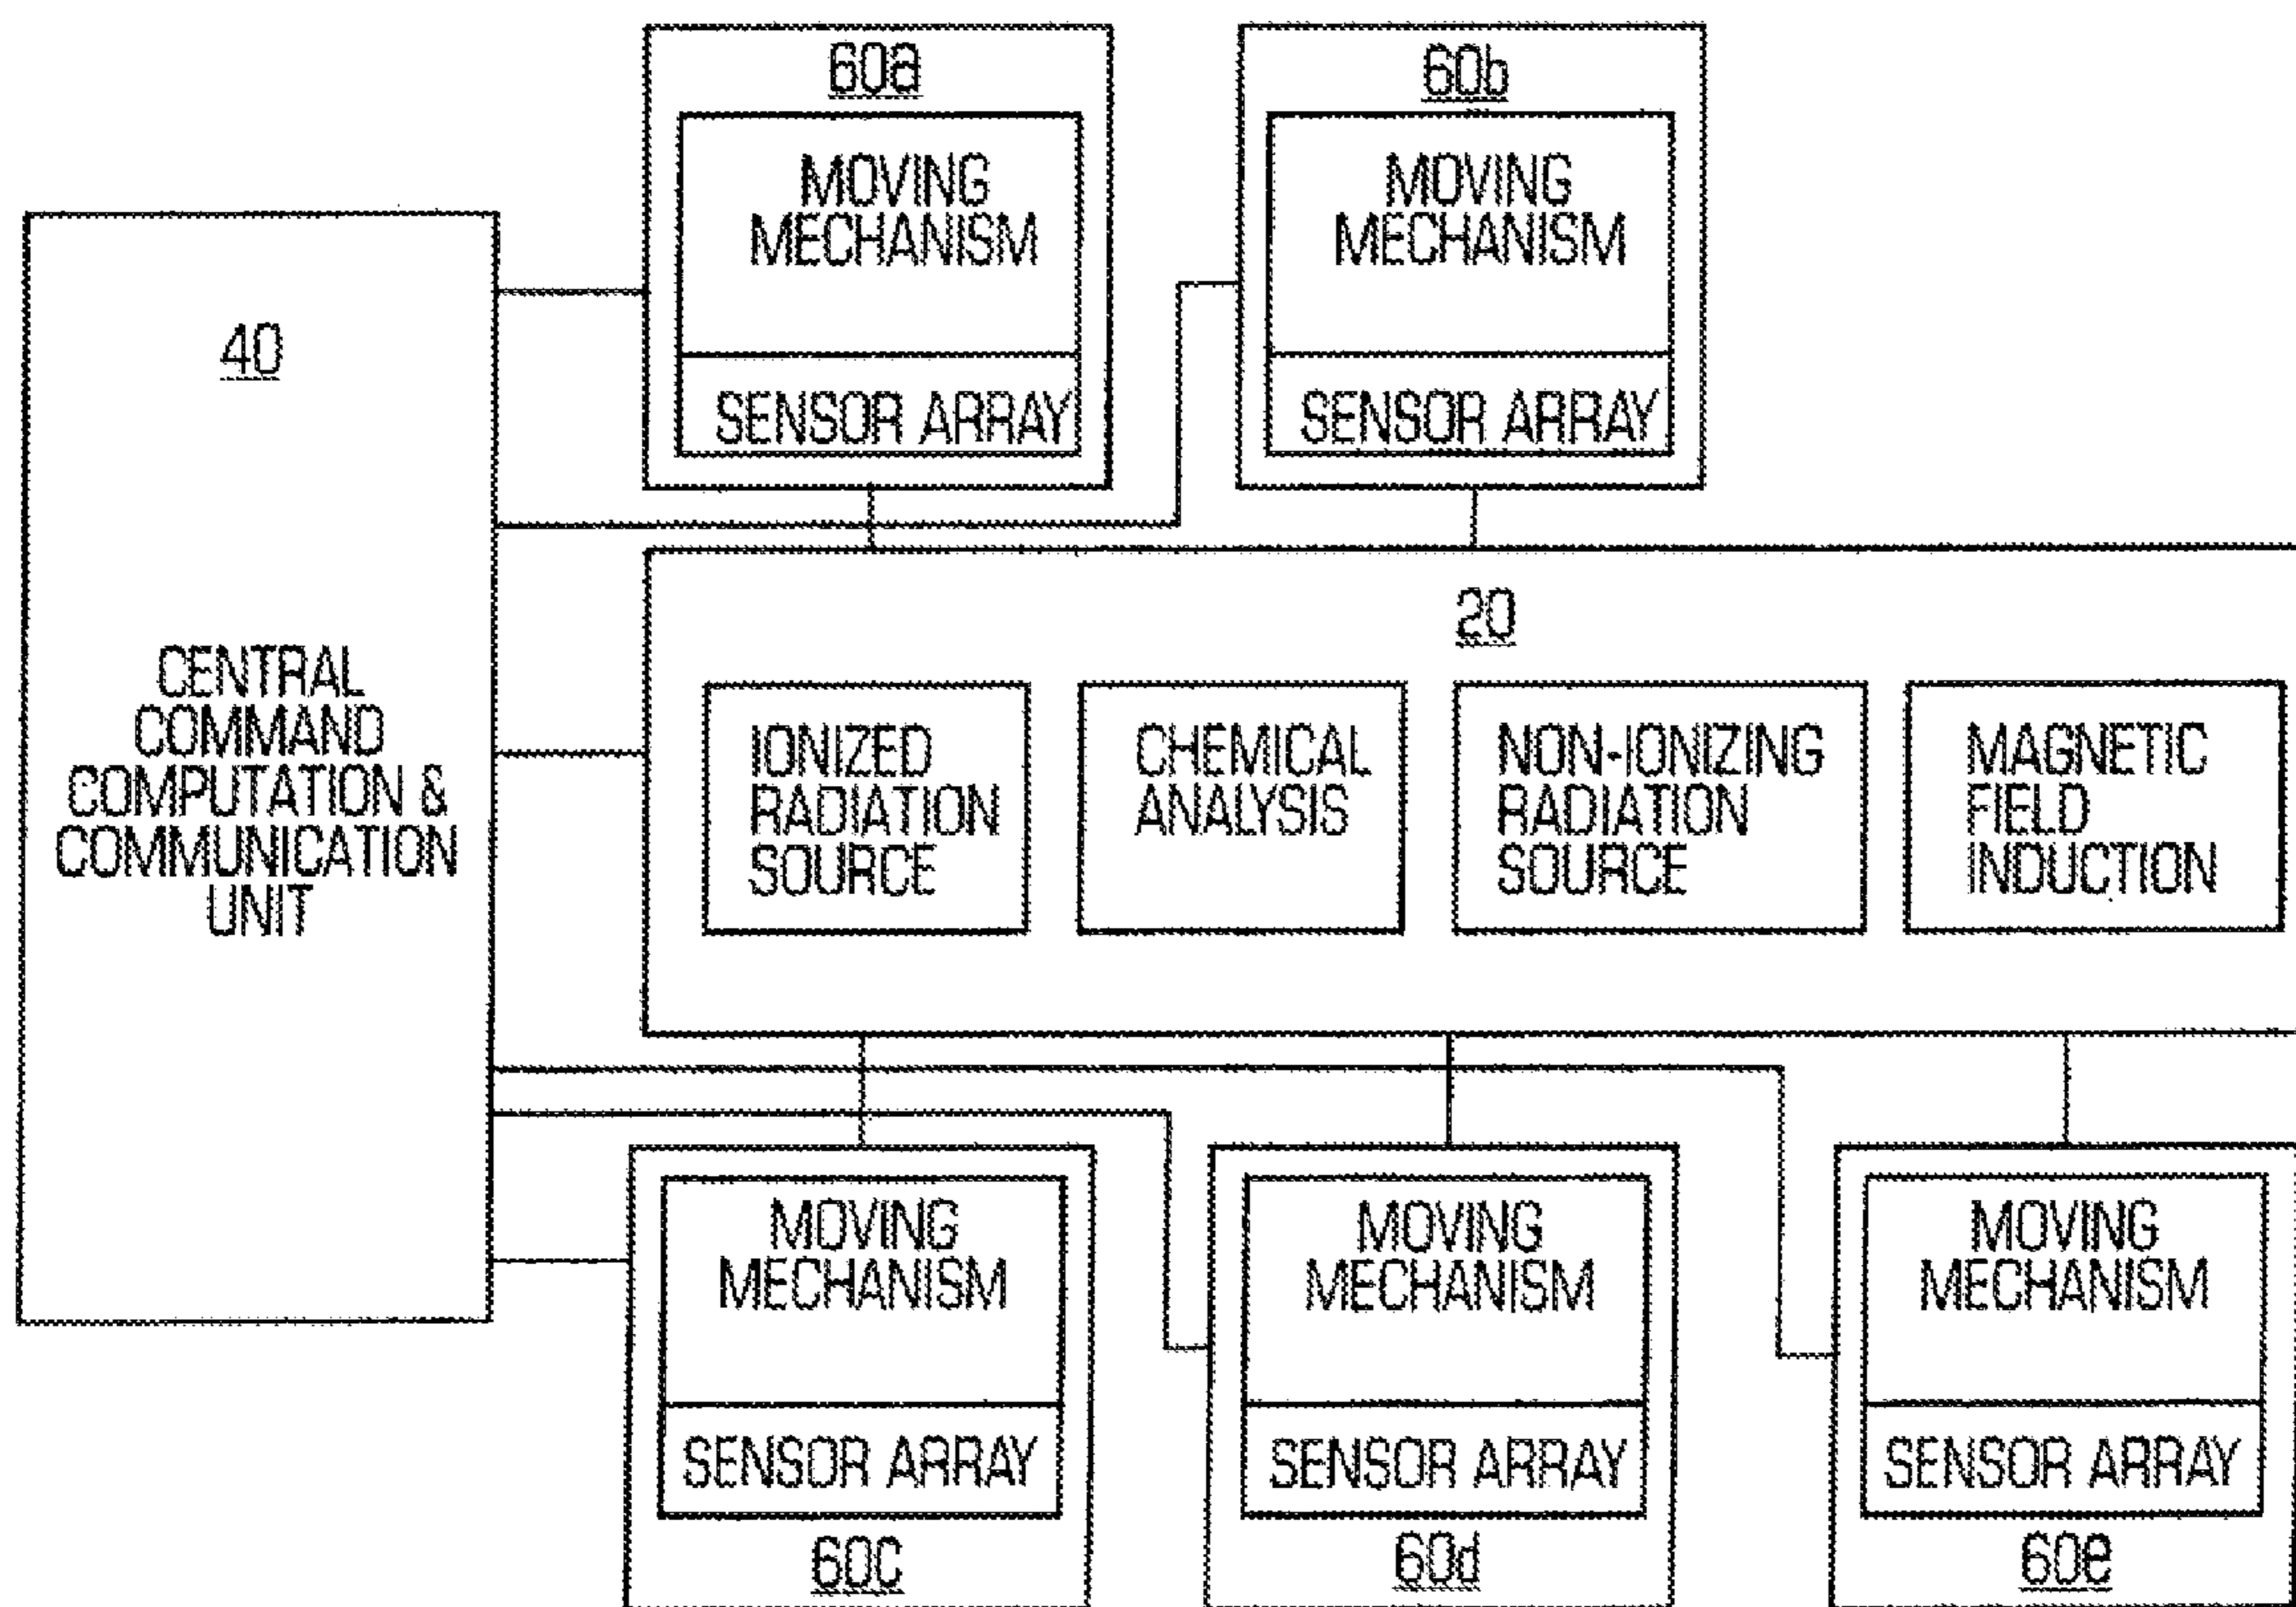 60a
MOVING
MECHANISM
SENSOR ARRAY
60b
MOVING
MECHANISM
SENSOR ARRAY
40
CENTRAL
COMMAND
COMPUTATION &
COMMUNICATION
UNIT
20
IONIZED
RADIATION
SOURCE
CHEMICAL
ANALYSIS
NON-IONIZING
RADIATION
SOURCE
MAGNETIC
FIELD
INDUCTION
MOVING
MECHANISM
SENSOR ARRAY
60c
MOVING
MECHANISM
SENSOR ARRAY
60d
MOVING
MECHANISM
SENSOR ARRAY
60e